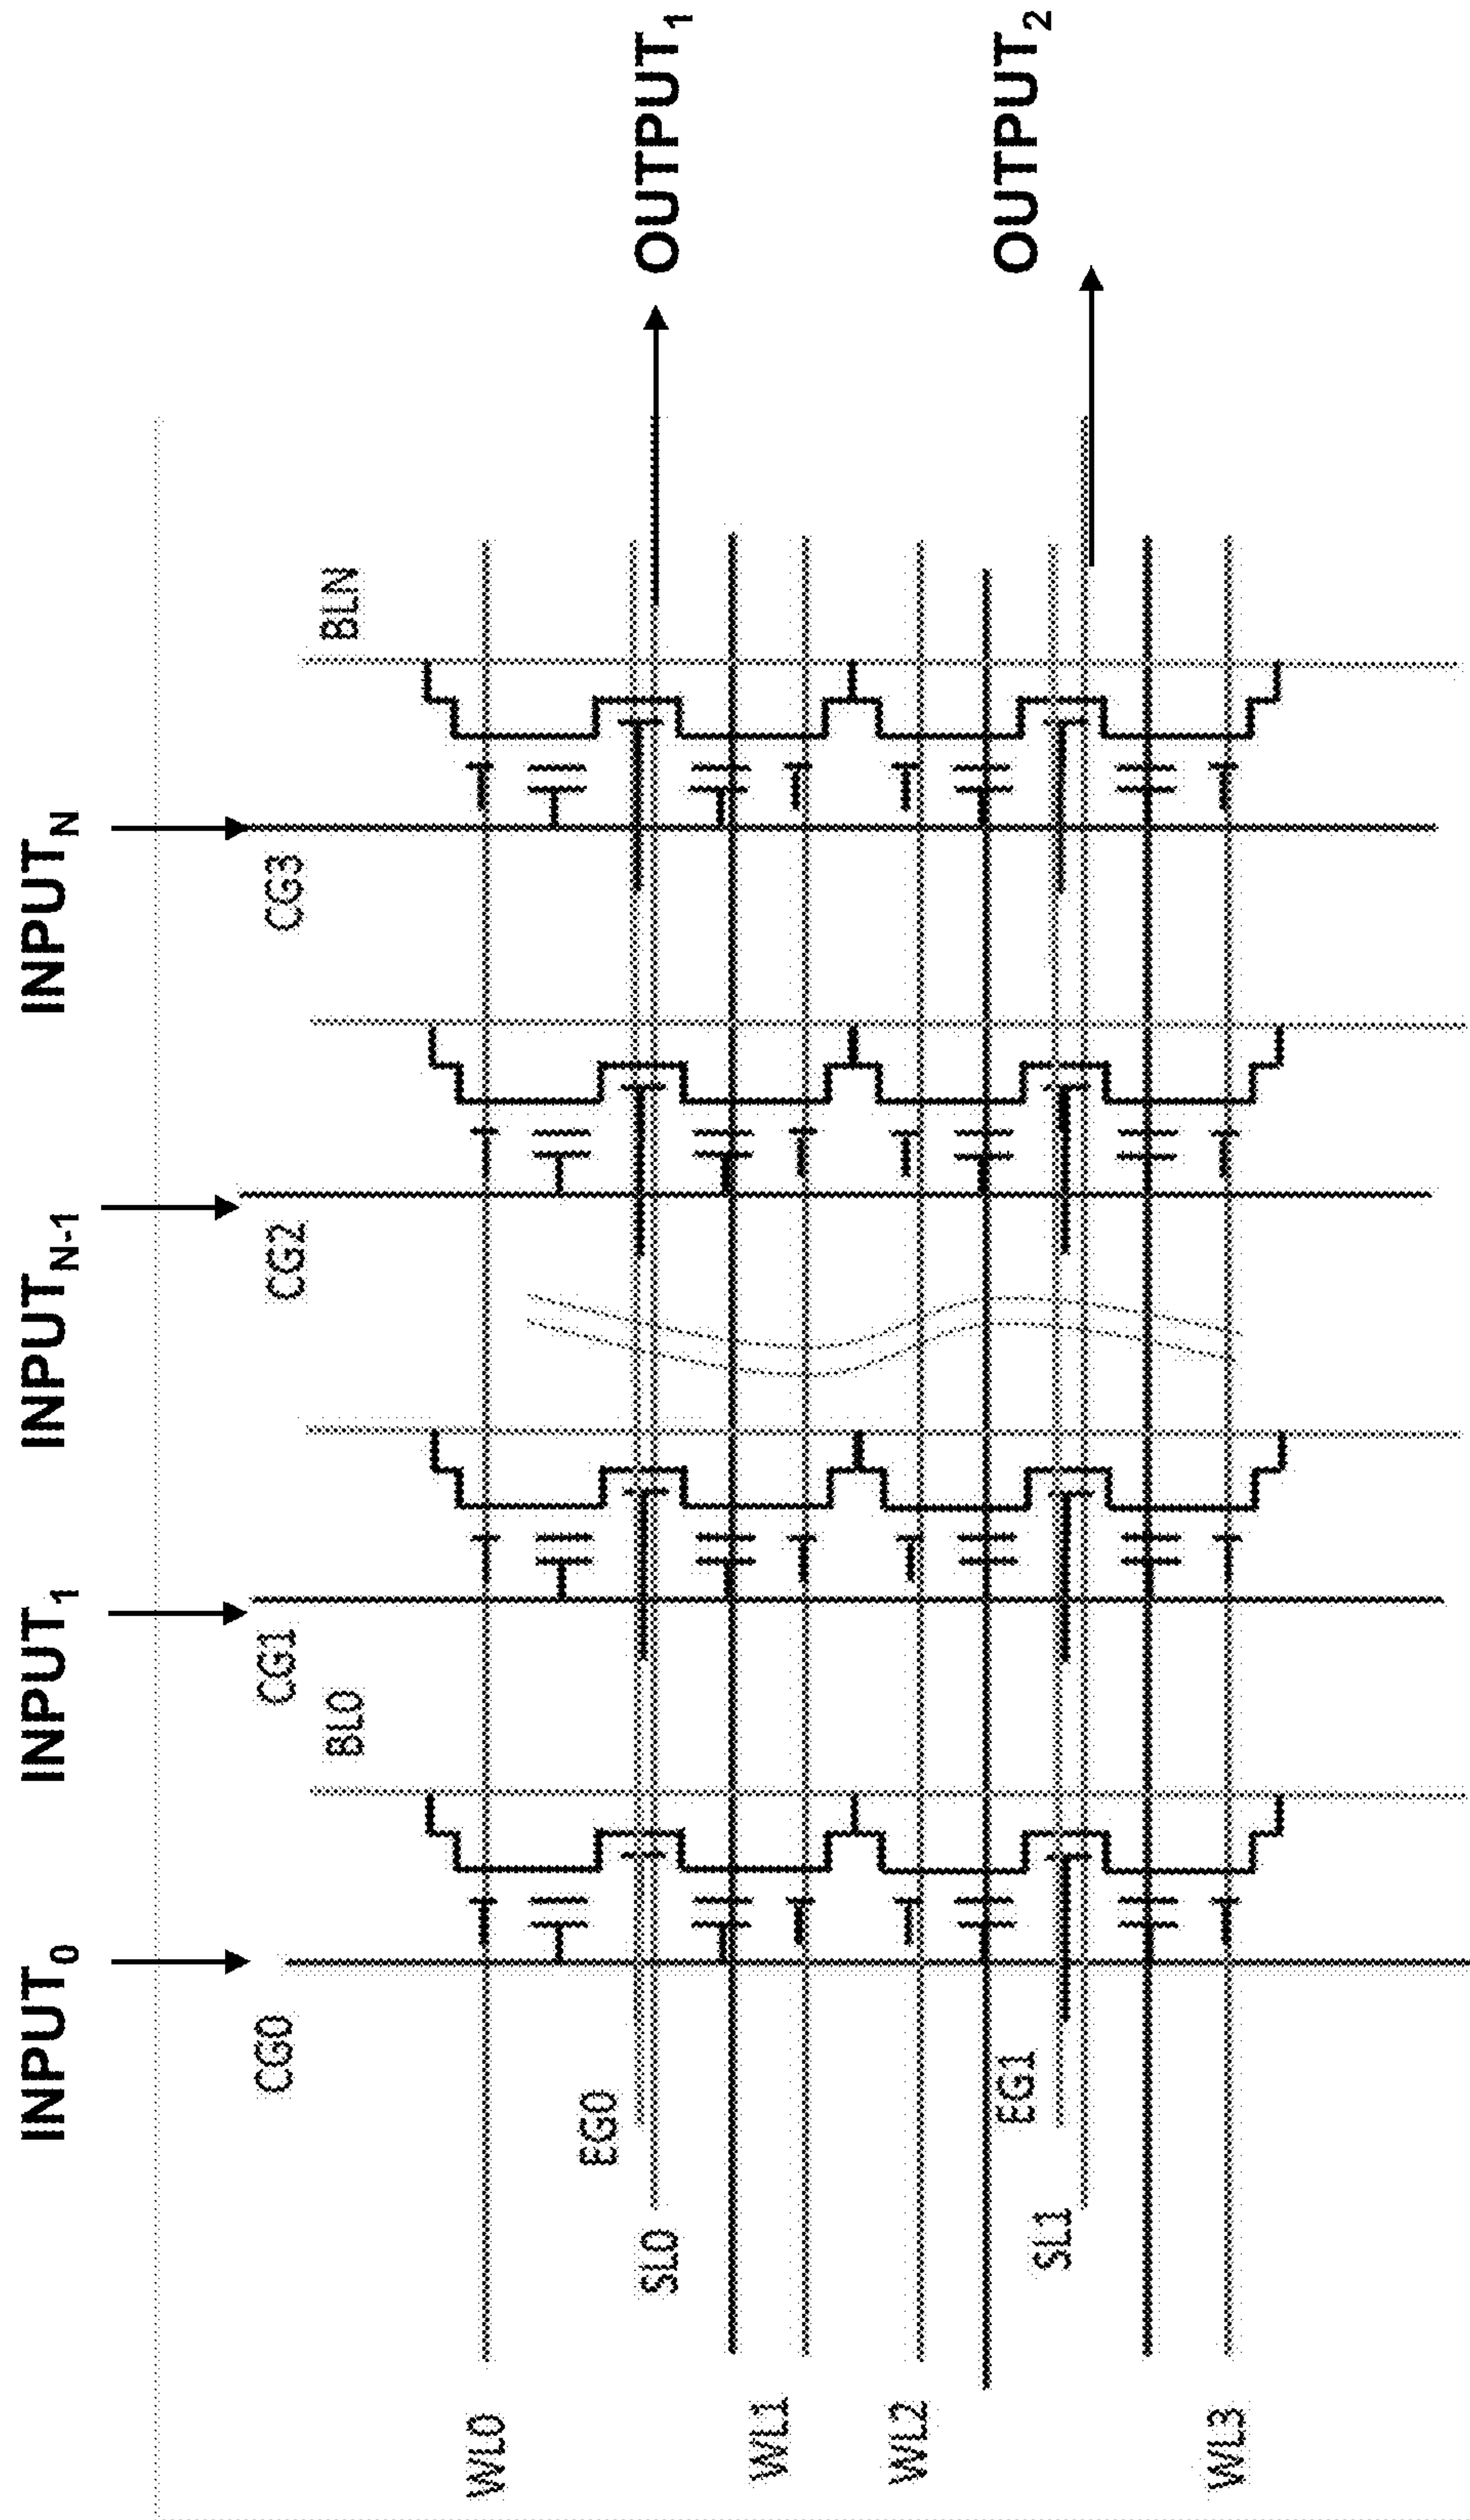 INPUT0
INPUT1
INPUTN-1
INPUTN
CG0
CG1
CG2
CG3
BL0
BLN
WL0
EG0
SL0
OUTPUT1
WL1
WL2
EG1
SL1
OUTPUT2
WL3